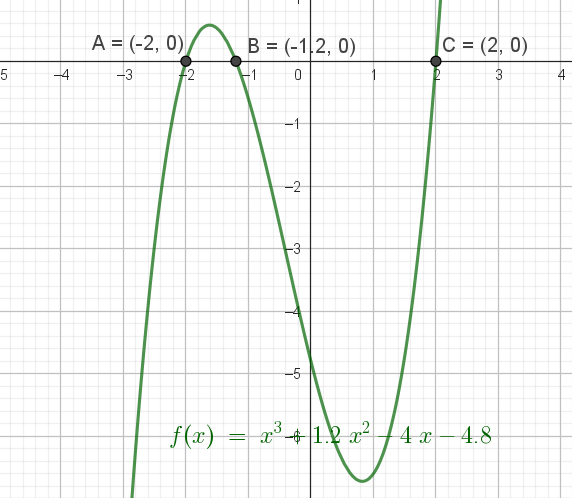 A = (-2, 0)
B = (-1.2, 0)
C = (2, 0)
5 −4 −3 −2 −1 0 1 2 3 4
−1
−2
−3
−4
−5
−6
f(x) = x³ + 1.2 x² − 4 x − 4.8